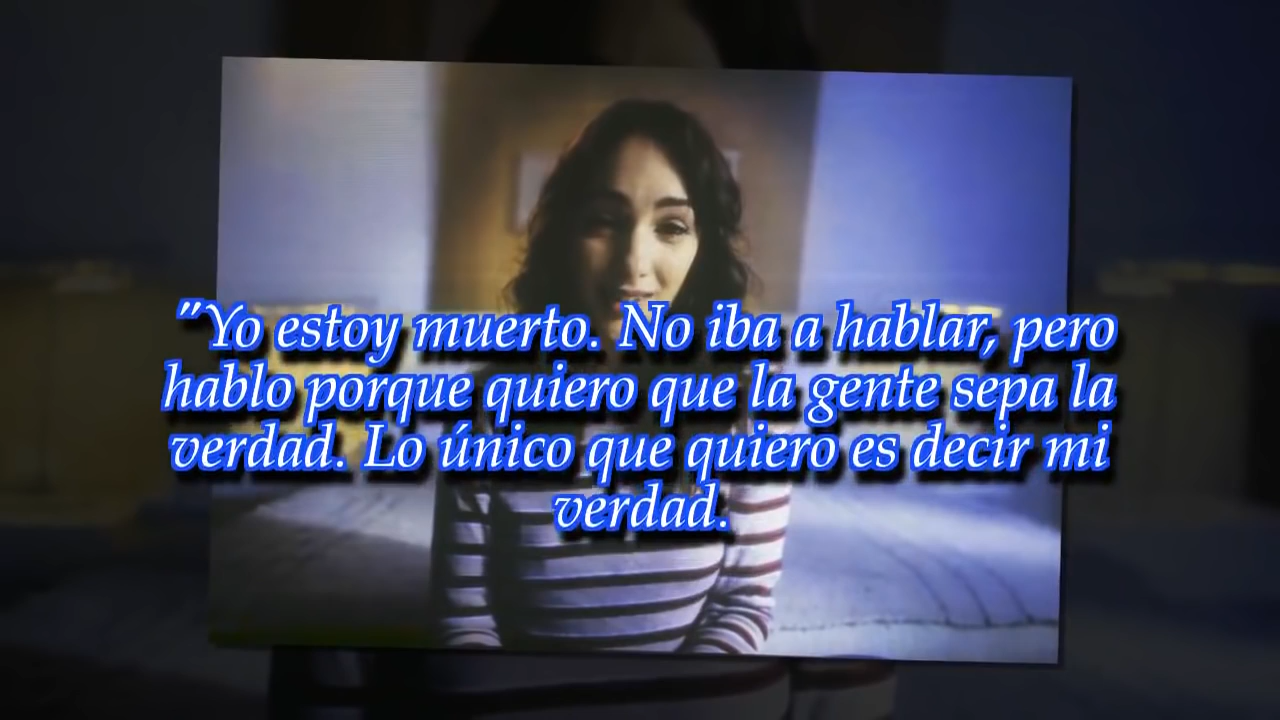 "Yo estoy muerto. No iba a hablar, pero
hablo porque quiero que la gente sepa la
verdad. Lo único que quiero es decir mi
verdad.